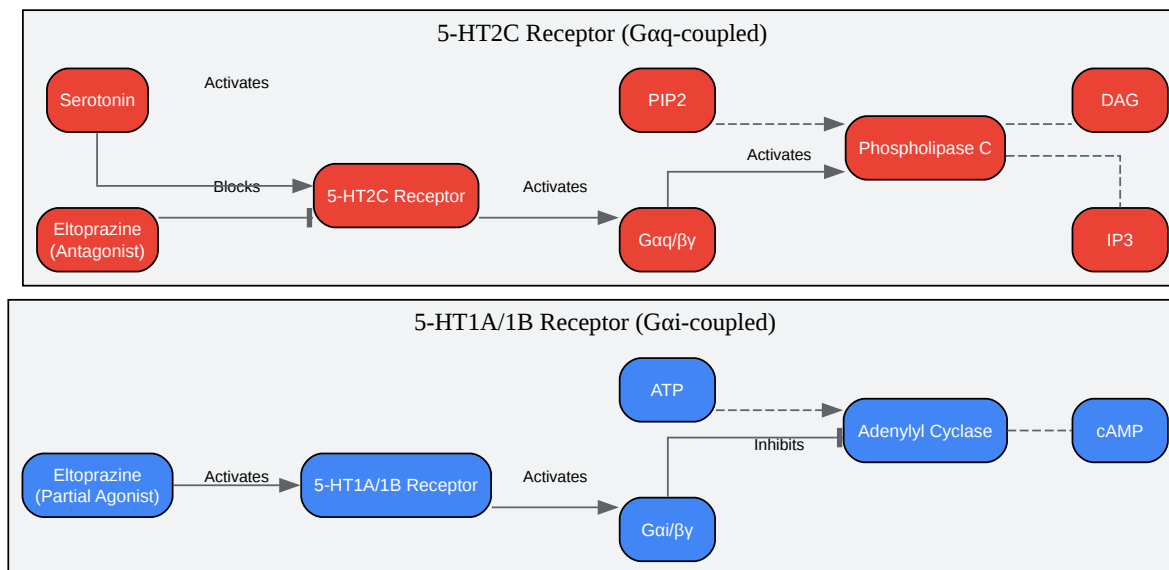 5-HT2C Receptor (Gαq-coupled)
Serotonin
Activates
PIP2
DAG
Phospholipase C
Activates
Blocks
5-HT2C Receptor
Activates
Eltoprazine
(Antagonist)
Gαq/βγ
IP3
5-HT1A/1B Receptor (Gαi-coupled)
ATP
Adenylyl Cyclase
cAMP
Inhibits
Eltoprazine
(Partial Agonist)
Activates
5-HT1A/1B Receptor
Activates
Gαi/βγ